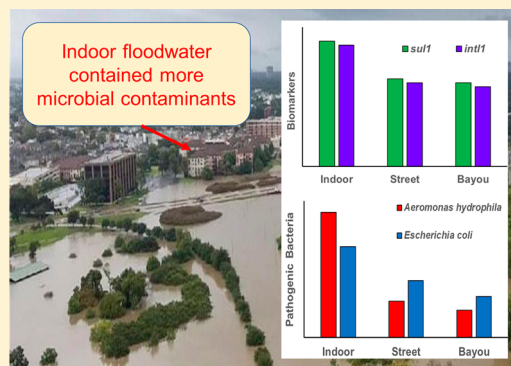 Indoor floodwater
contained more
microbial contaminants
Biomarkers
sul1 intl1
Indoor Street Bayou
Pathogenic Bacteria
Aeromonas hydrophila
Escherichia coli
Indoor Street Bayou